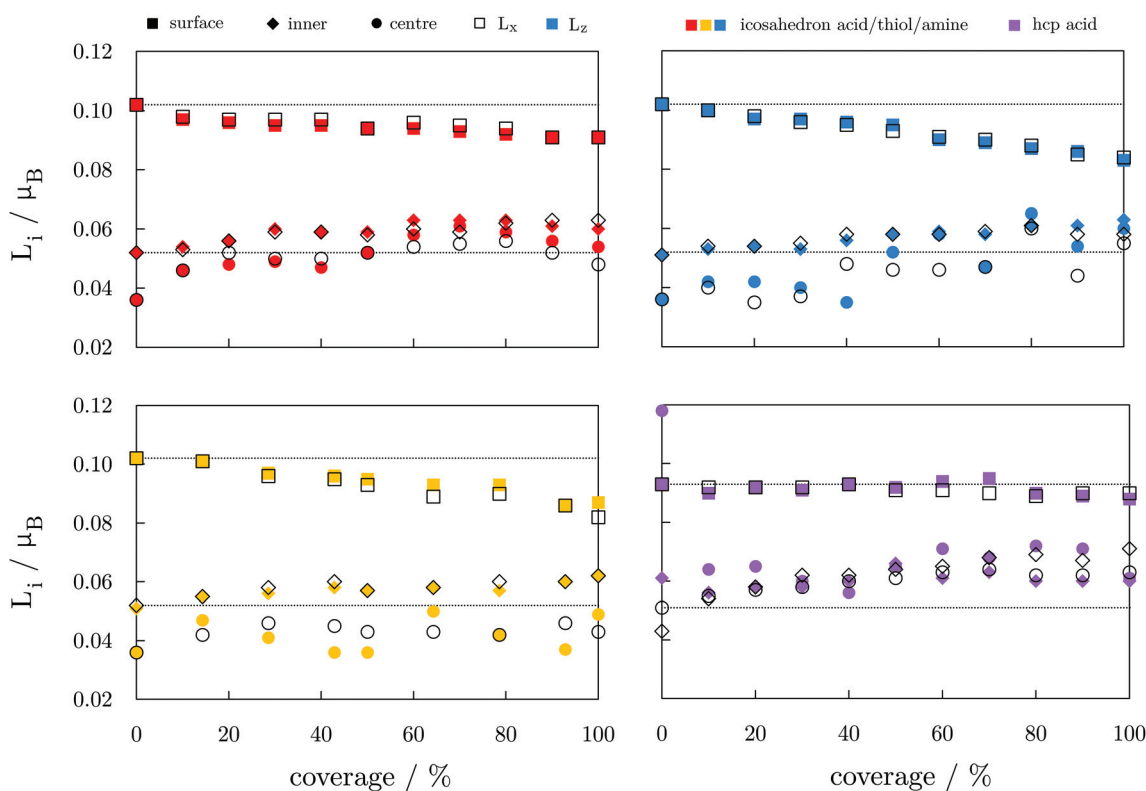 surface inner centre Lx Lz icosahedron acid/thiol/amine hcp acid
0.12
0.10
0.08
0.06
0.04
0.02
Li / μB
0.12
0.10
0.08
0.06
0.04
0.02
Li / μB
0 20 40 60 80 100
0 20 40 60 80 100
coverage / %
coverage / %